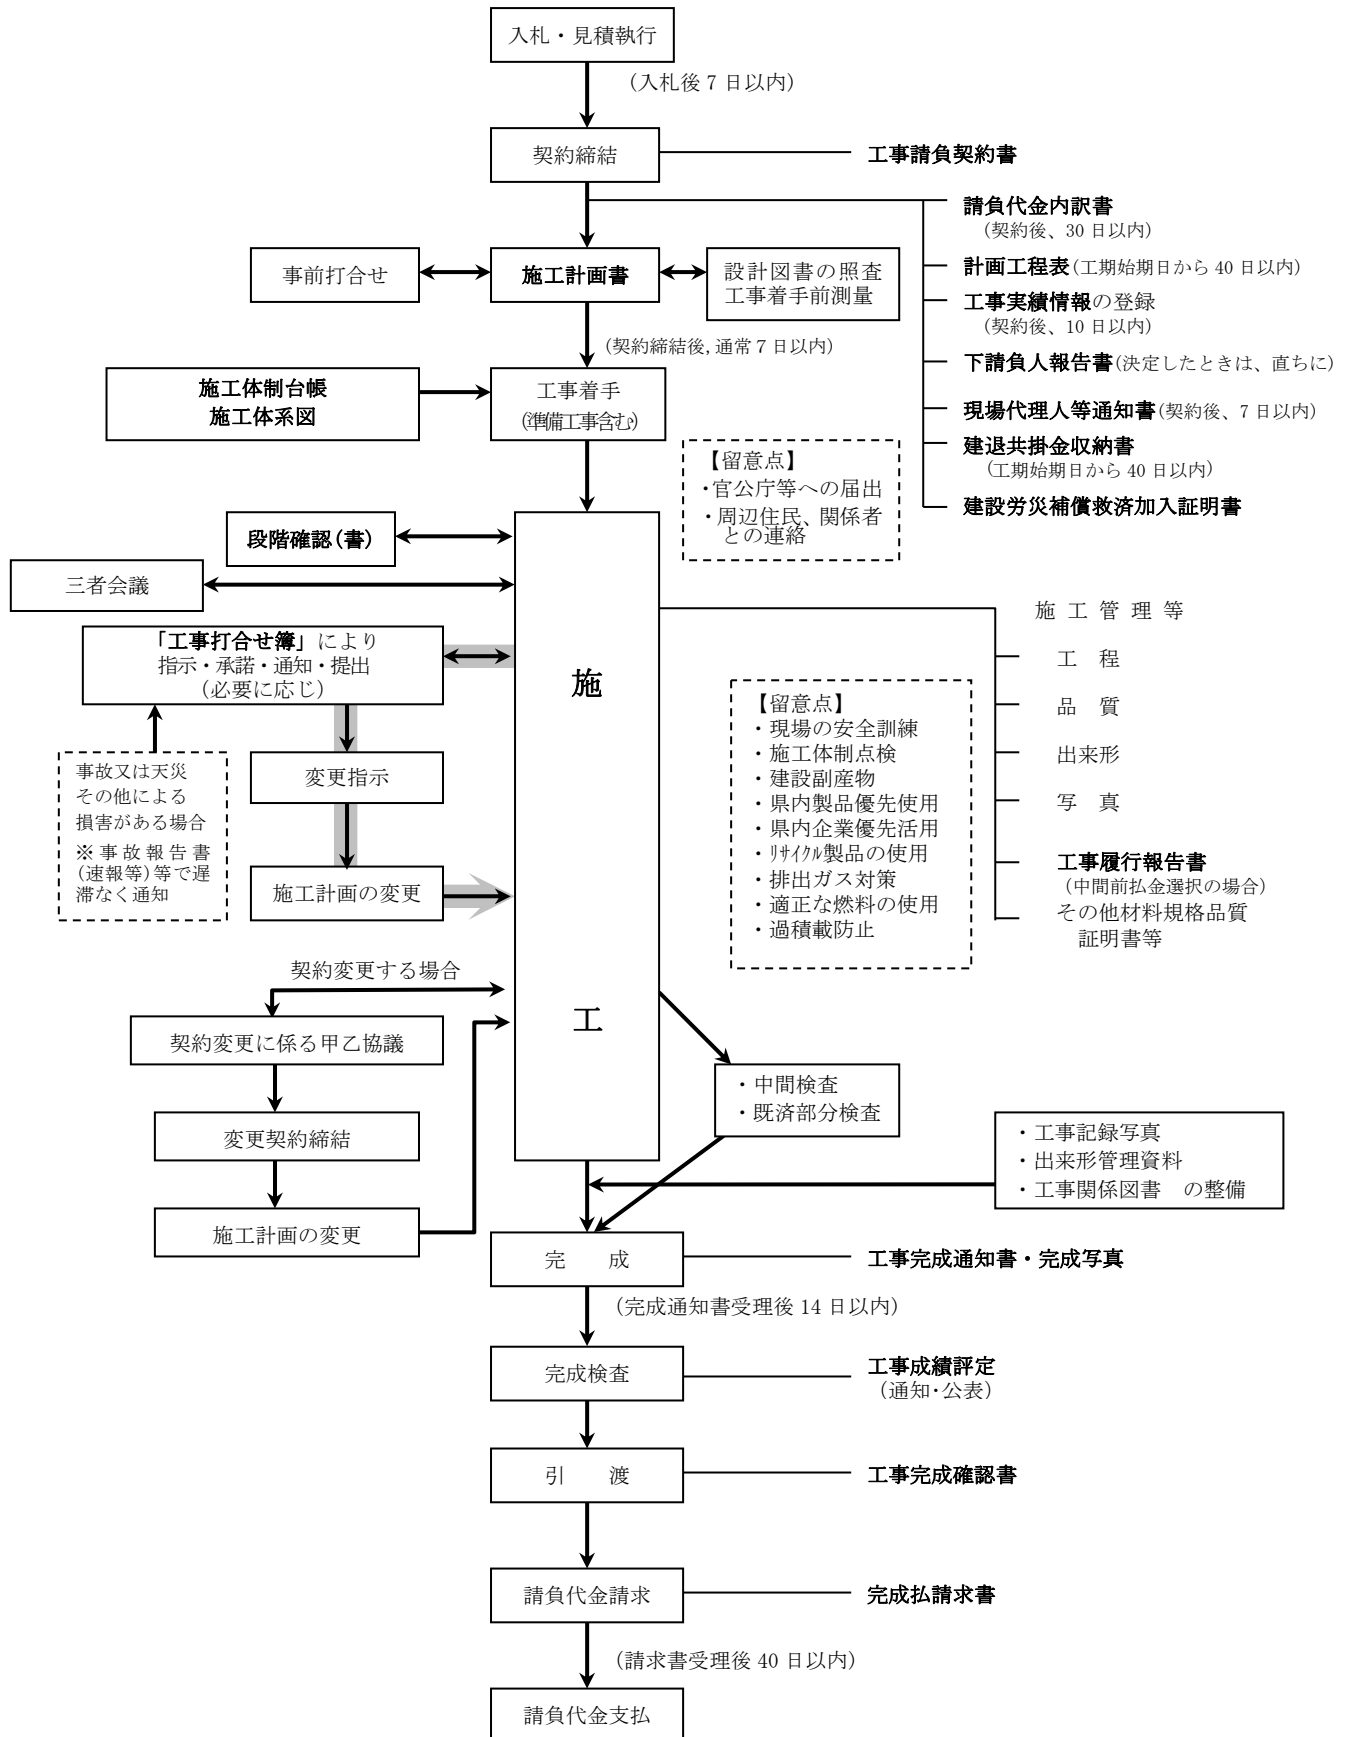 入札・見積執行
(入札後 7 日以内)
契約締結
工事請負契約書
請負代金内訳書
(契約後、30 日以内)
事前打合せ
施工計画書
設計図書の照査
工事着手前測量
計画工程表(工期始期日から 40 日以内)
工事実績情報の登録
(契約後、10 日以内)
(契約締結後,通常 7 日以内)
下請負人報告書(決定したときは、直ちに)
施工体制台帳
施工体系図
工事着手
(準備工事含む)
現場代理人等通知書(契約後、7 日以内)
建退共掛金収納書
(工期始期日から 40 日以内)
建設労災補償救済加入証明書
【留意点】
・官公庁等への届出
・周辺住民、関係者
との連絡
段階確認(書)
三者会議
「工事打合せ簿」により
指示・承諾・通知・提出
(必要に応じ)
事故又は天災
その他による
損害がある場合
※事故報告書
(速報等)等で遅
滞なく通知
変更指示
施工計画の変更
施
工
施工管理等
工 程
品 質
出来形
写 真
工事履行報告書
(中間前払金選択の場合)
その他材料規格品質
証明書等
【留意点】
・現場の安全訓練
・施工体制点検
・建設副産物
・県内製品優先使用
・県内企業優先活用
・ﾘｻｲｸﾙ製品の使用
・排出ガス対策
・適正な燃料の使用
・過積載防止
契約変更する場合
契約変更に係る甲乙協議
変更契約締結
施工計画の変更
・中間検査
・既済部分検査
・工事記録写真
・出来形管理資料
・工事関係図書 の整備
完 成
工事完成通知書・完成写真
(完成通知書受理後 14 日以内)
完成検査
工事成績評定
(通知・公表)
引 渡
工事完成確認書
請負代金請求
完成払請求書
(請求書受理後 40 日以内)
請負代金支払